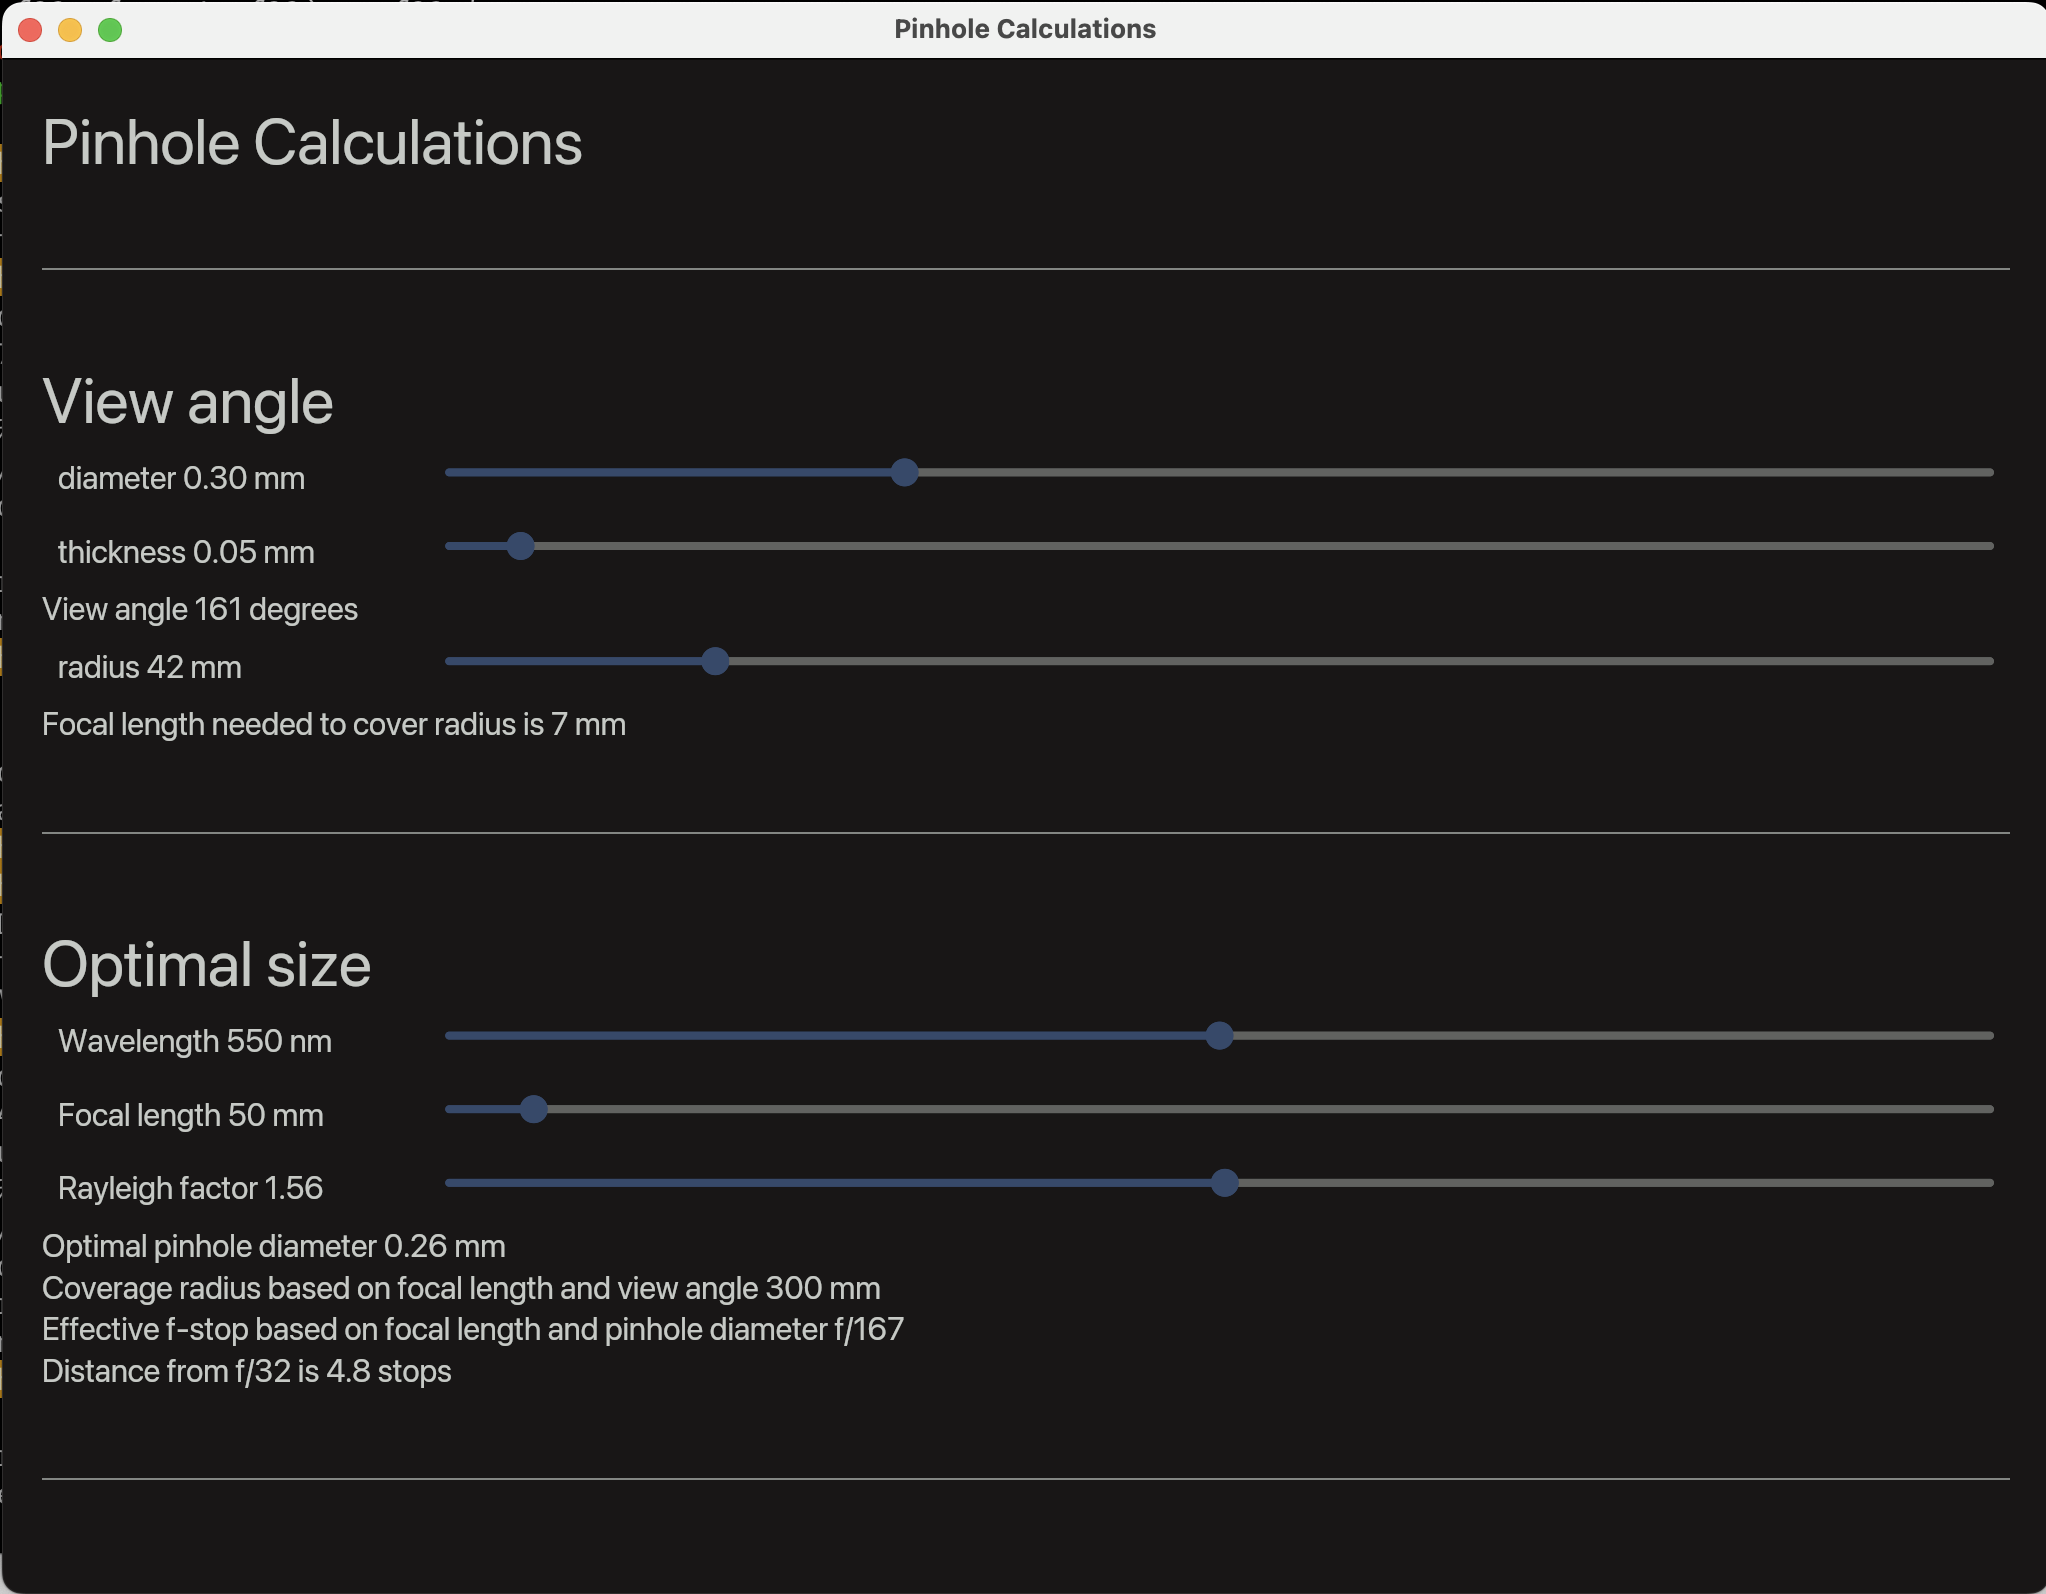 Pinhole Calculations
Pinhole Calculations
View angle
diameter 0.30 mm
thickness 0.05 mm
View angle 161 degrees
radius 42 mm
Focal length needed to cover radius is 7 mm
Optimal size
Wavelength 550 nm
Focal length 50 mm
Rayleigh factor 1.56
Optimal pinhole diameter 0.26 mm
Coverage radius based on focal length and view angle 300 mm
Effective f-stop based on focal length and pinhole diameter f/167
Distance from f/32 is 4.8 stops